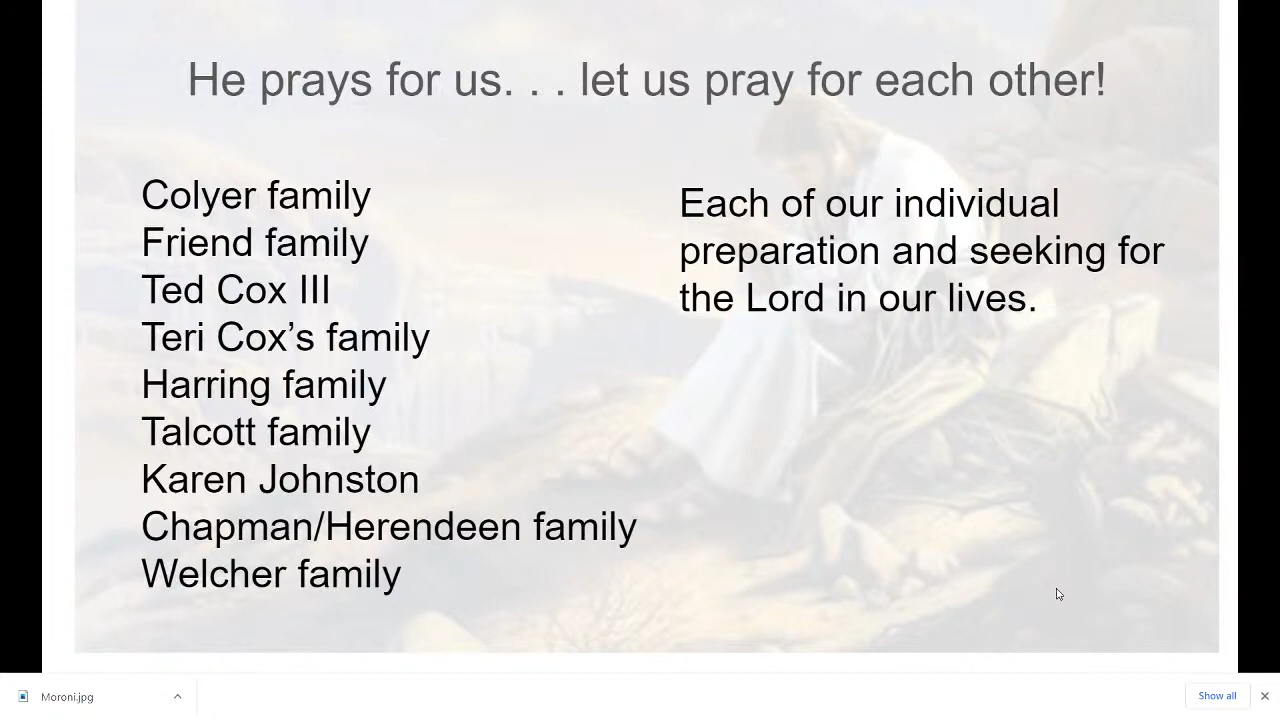 He prays for us. . . let us pray for each other!
Colyer family
Friend family
Ted Cox III
Teri Cox’s family
Harring family
Talcott family
Karen Johnston
Chapman/Herendeen family
Welcher family
Each of our individual
preparation and seeking for
the Lord in our lives.
Moroni.jpg
Show all